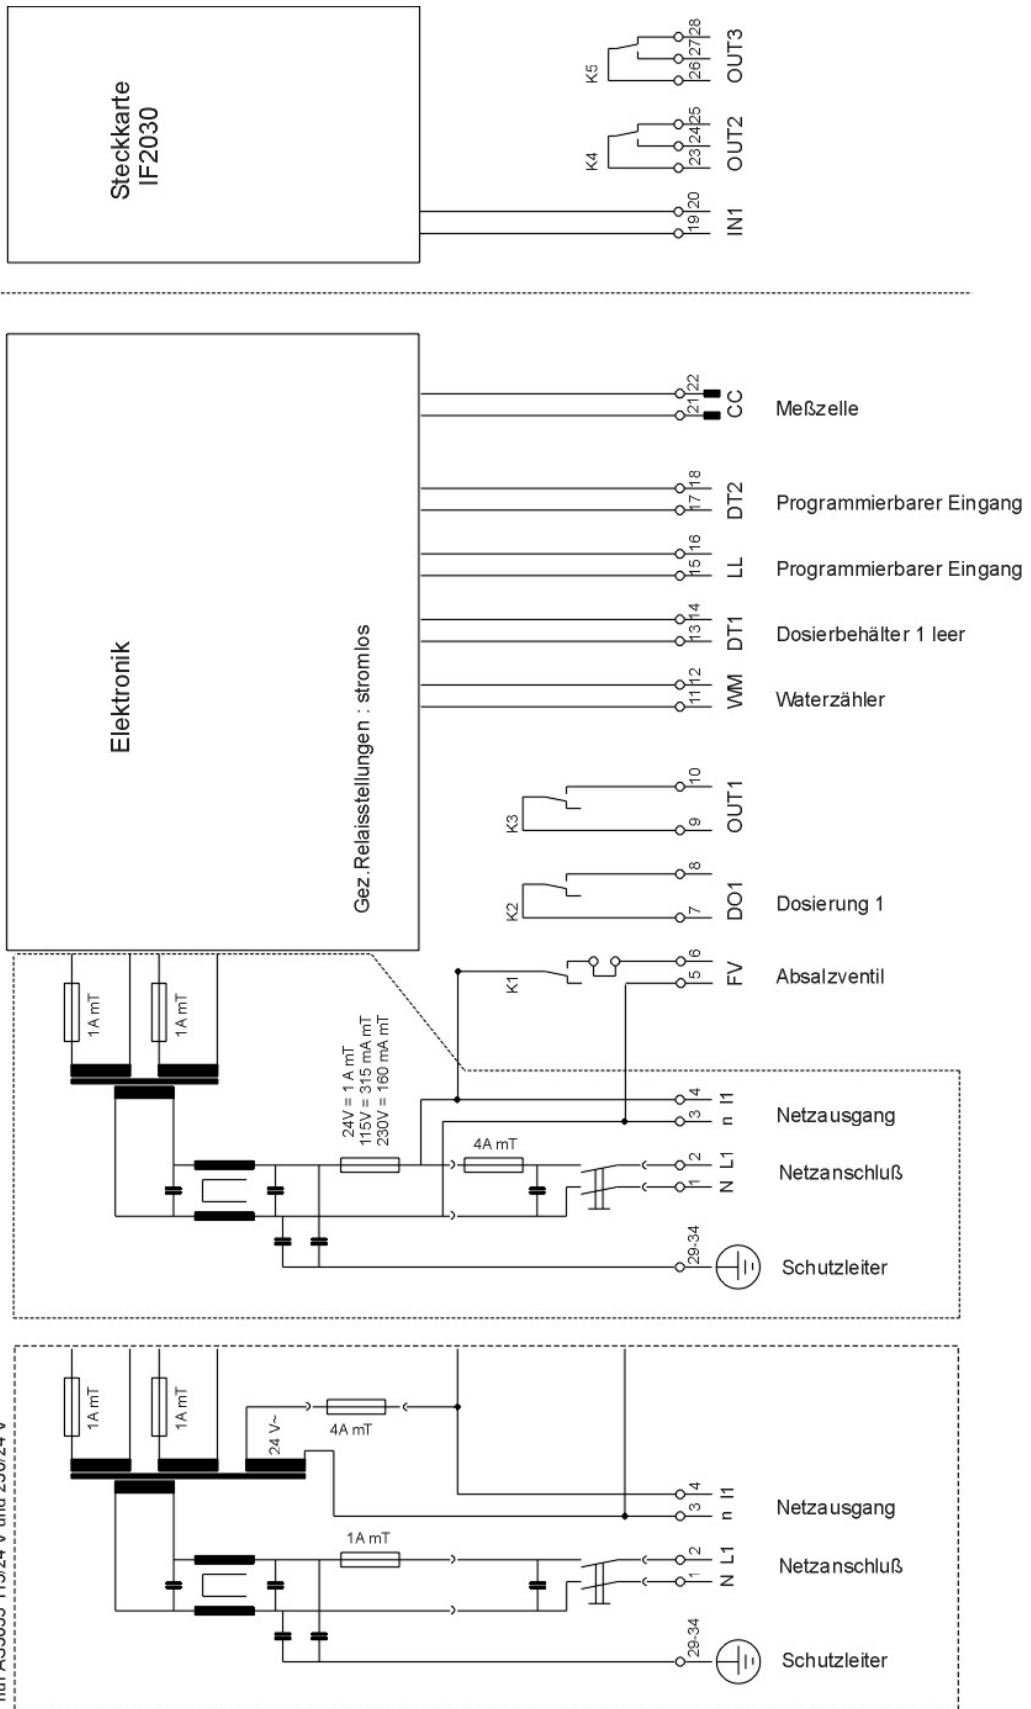 Steckkarte
IF2030
K5
26 27 28
OUT3
K4
23 24 25
OUT2
19 20
IN1
Elektronik
Gez.Relaisstellungen : stromlos
21 22
CC
Meßzelle
17 18
DT2
Programmierbarer Eingang
15 16
LL
Programmierbarer Eingang
13 14
DT1
Dosierbehälter 1 leer
11 12
WM
Waterzähler
K3
9 10
OUT1
K2
7 8
DO1
Dosierung 1
K1
5 6
FV
Absalzventil
1A mT
1A mT
24V = 1 A mT
115V = 315 mA mT
230V = 160 mA mT
3 4
n l1
Netzausgang
4A mT
1 2
N L1
Netzanschluß
29-34
Schutzleiter
1A mT
1A mT
24 V~
4A mT
3 4
n l1
Netzausgang
1A mT
1 2
N L1
Netzanschluß
29-34
Schutzleiter